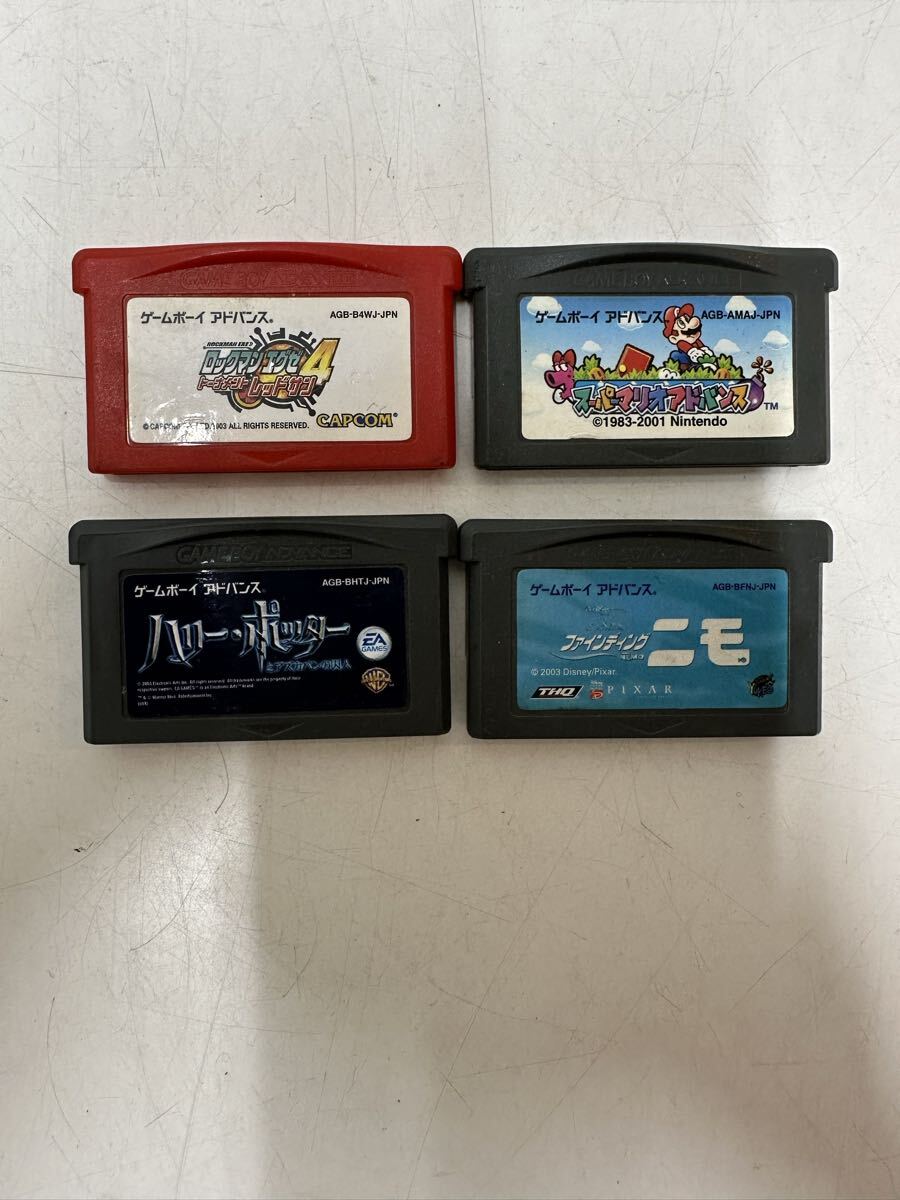 GAME BOY ADVANCE
ゲームボーイ アドバンス®
AGB-B4WJ-JPN
ROCKMAN EXE 4
ロックマン エグゼ 4
トーナメント レッドサン
CAPCOM
2003 ALL RIGHTS RESERVED.
GAME BOY ADVANCE
ゲームボーイ アドバンス
AGB-AMAJ-JPN
スーパーマリオアドバンス
TM
©1983-2001 Nintendo
GAME BOY ADVANCE
ゲームボーイ アドバンス
AGB-BHTJ-JPN
ハリー・ポッター
とアズカバンの囚人
EA
GAMES
WB
GAME BOY ADVANCE
ゲームボーイ アドバンス®
AGB-BFNJ-JPN
ファインディング ニモ
NEMO
© 2003 Disney/Pixar.
THQ
PIXAR